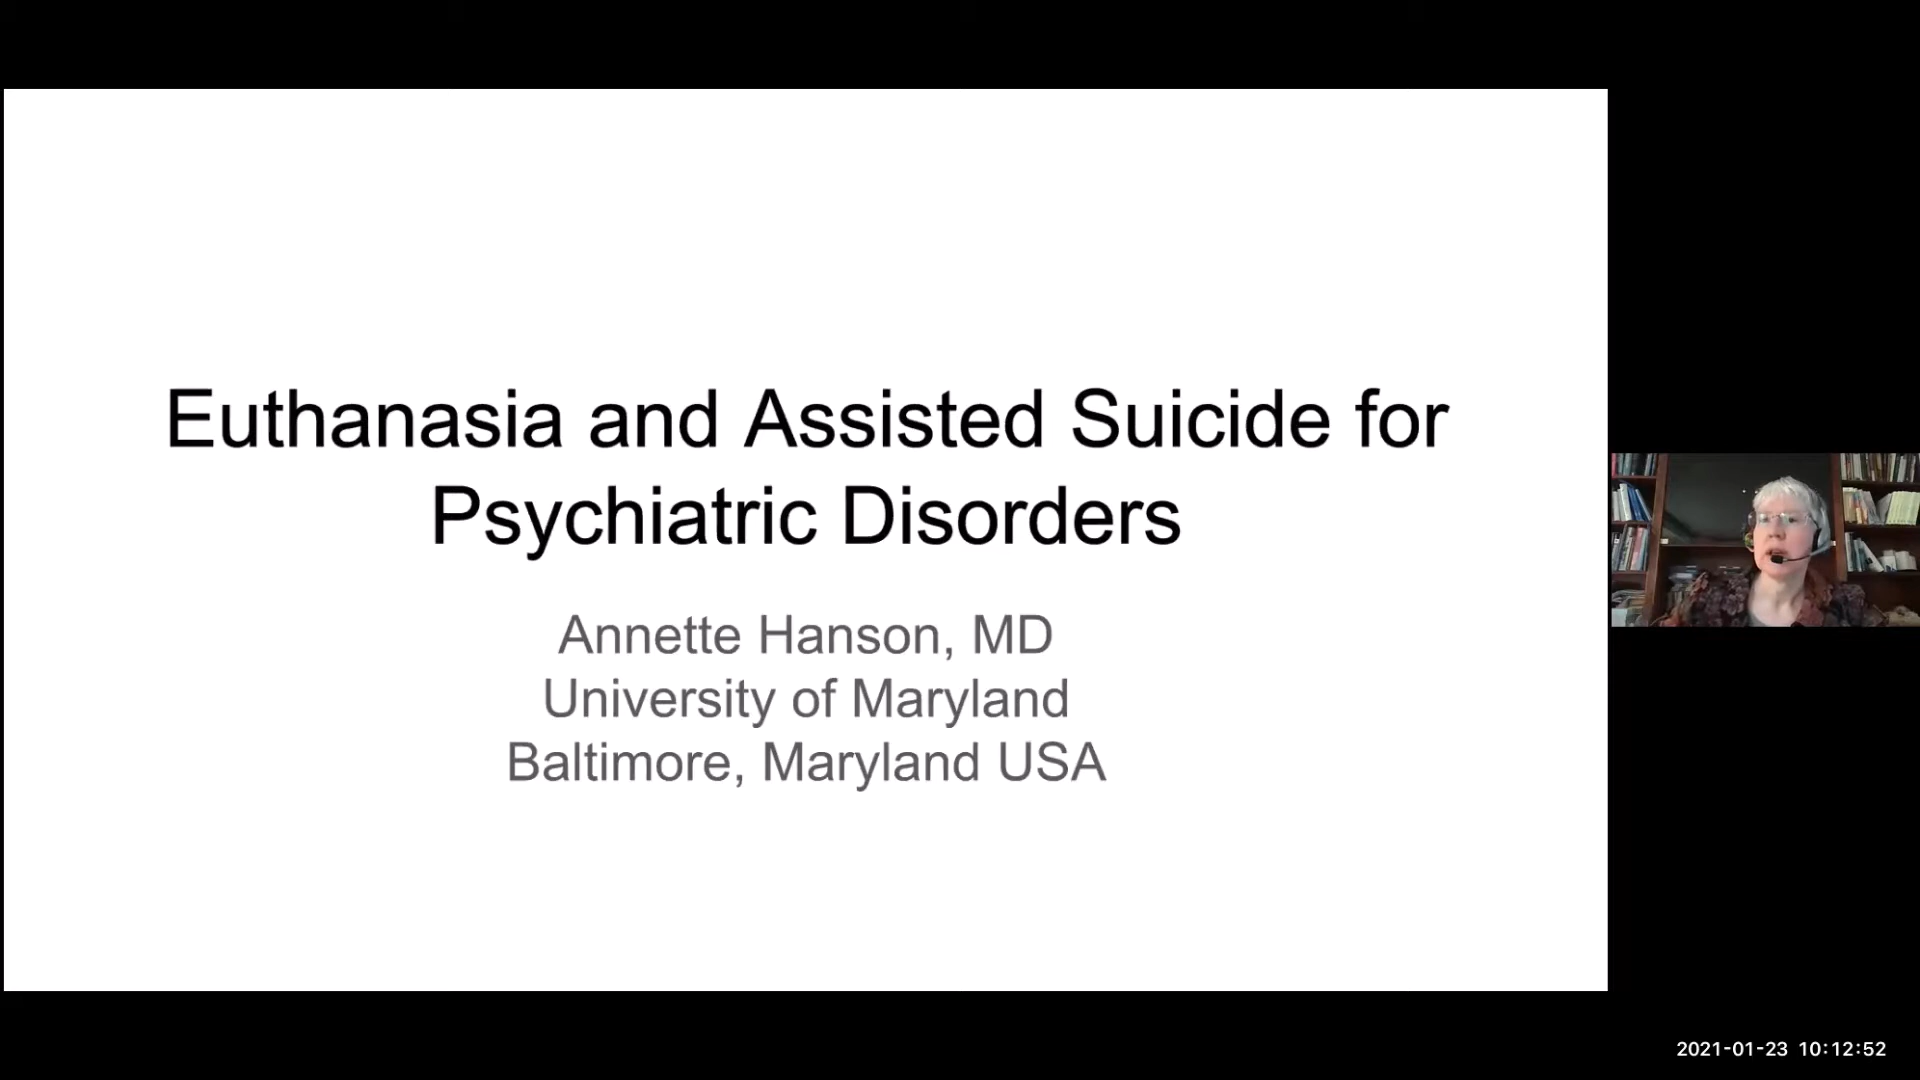 Euthanasia and Assisted Suicide for
Psychiatric Disorders
Annette Hanson, MD
University of Maryland
Baltimore, Maryland USA
2021-01-23 10:12:52